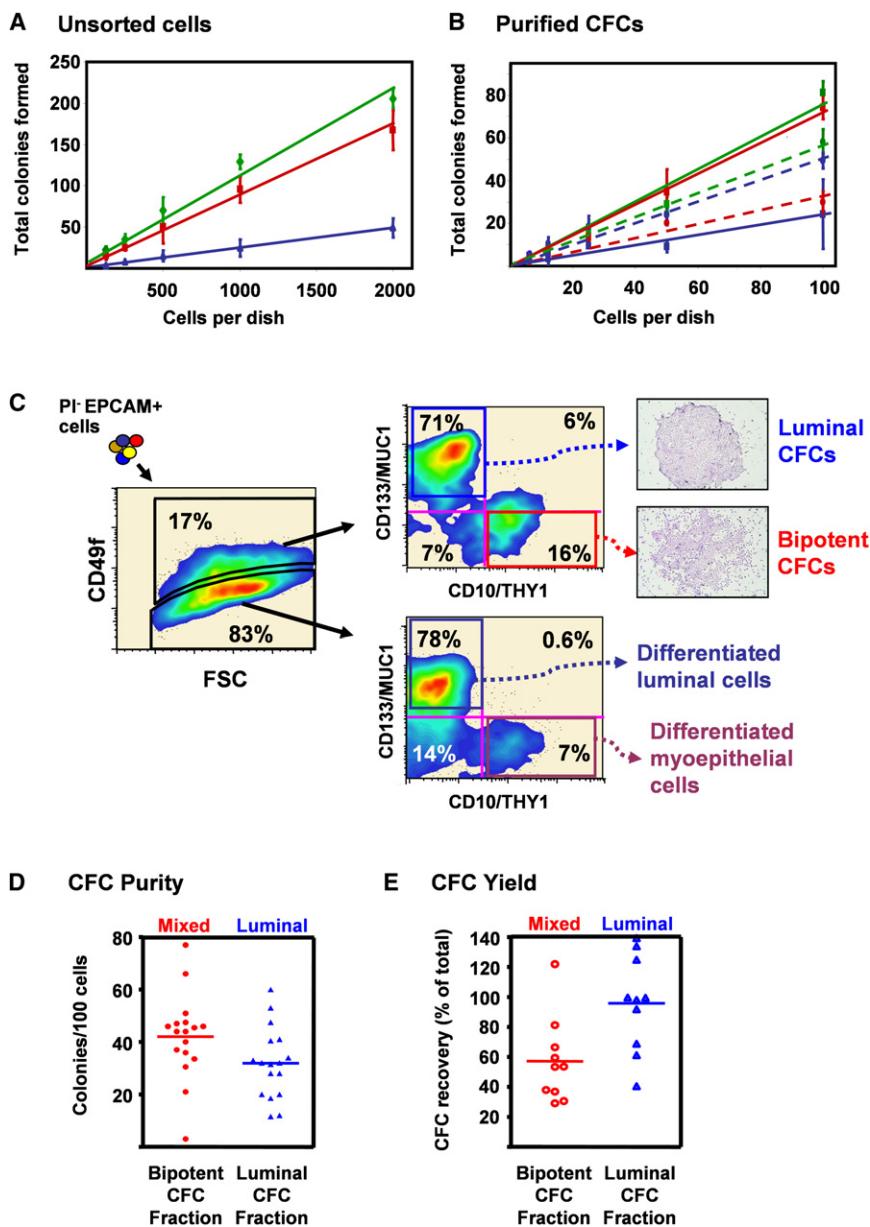 A Unsorted cells
Total colonies formed
250
200
150
100
50
500
1000
1500
2000
Cells per dish
B Purified CFCs
Total colonies formed
80
60
40
20
20
40
60
80
100
Cells per dish
C
PI- EPCAM+
cells
17%
83%
CD49f
FSC
71%
6%
7%
16%
CD133/MUC1
CD10/THY1
Luminal
CFCs
Bipotent
CFCs
78%
0.6%
14%
7%
CD133/MUC1
CD10/THY1
Differentiated
luminal cells
Differentiated
myoepithelial
cells
D CFC Purity
Mixed Luminal
Colonies/100 cells
80
60
40
20
Bipotent Luminal
CFC CFC
Fraction Fraction
E CFC Yield
Mixed Luminal
CFC recovery (% of total)
140
120
100
80
60
40
20
Bipotent Luminal
CFC CFC
Fraction Fraction